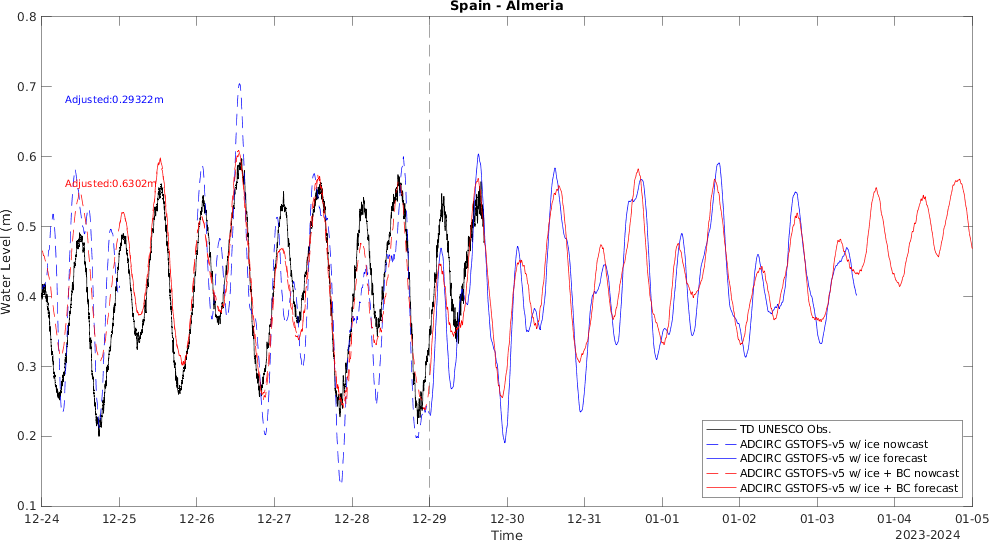 Spain - Almeria
0.8
0.7
0.6
0.5
0.4
0.3
0.2
0.1
Water Level (m)
Adjusted:0.29322m
Adjusted:0.6302m
TD UNESCO Obs.
ADCIRC GSTOFS-v5 w/ ice nowcast
ADCIRC GSTOFS-v5 w/ ice forecast
ADCIRC GSTOFS-v5 w/ ice + BC nowcast
ADCIRC GSTOFS-v5 w/ ice + BC forecast
12-24 12-25 12-26 12-27 12-28 12-29 12-30 12-31 01-01 01-02 01-03 01-04 01-05
Time
2023-2024